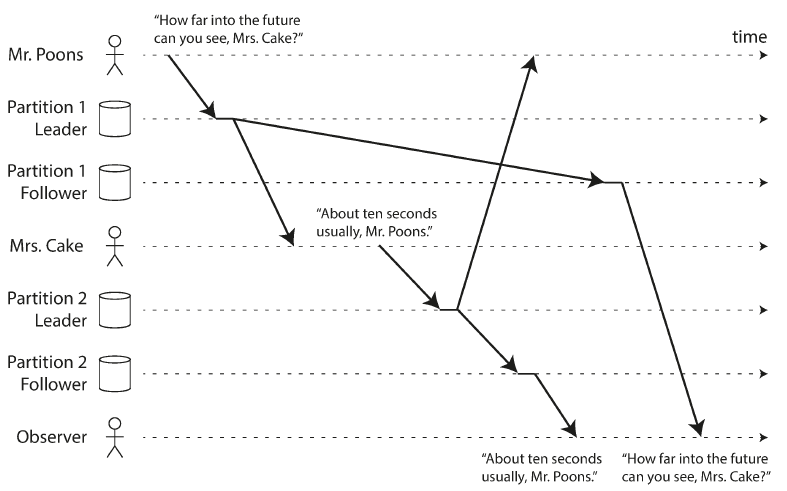 “How far into the future
can you see, Mrs. Cake?”
time
Mr. Poons
Partition 1
Leader
Partition 1
Follower
“About ten seconds
usually, Mr. Poons.”
Mrs. Cake
Partition 2
Leader
Partition 2
Follower
Observer
“About ten seconds
usually, Mr. Poons.”
“How far into the future
can you see, Mrs. Cake?”